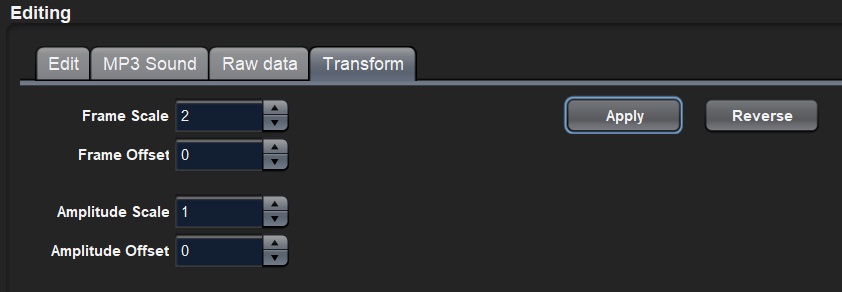 Editing
Edit MP3 Sound Raw data Transform
Frame Scale 2 Apply Reverse
Frame Offset 0
Amplitude Scale 1
Amplitude Offset 0